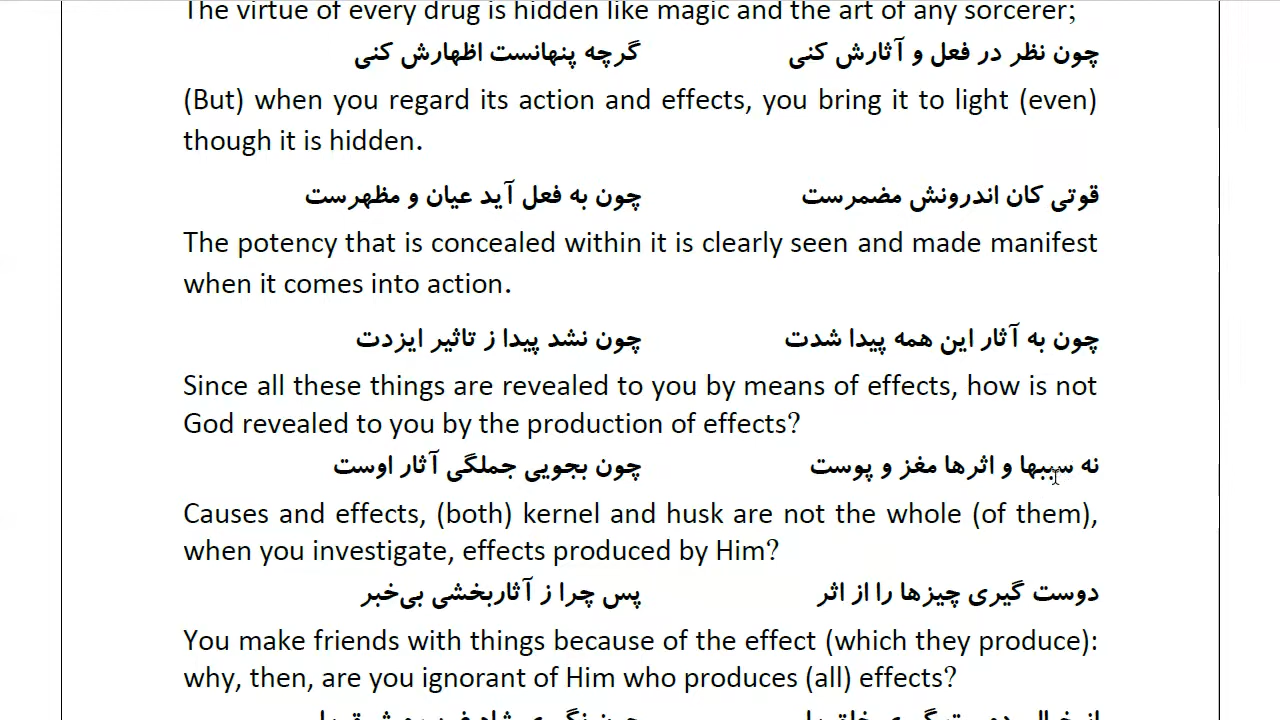 The virtue of every drug is hidden like magic and the art of any sorcerer;
چون نظر در فعل و آثارش کنی گرچه پنهانست اظهارش کنی
(But) when you regard its action and effects, you bring it to light (even)
though it is hidden.
قوتی کان اندرونش مضمرست چون به فعل آید عیان و مظهرست
The potency that is concealed within it is clearly seen and made manifest
when it comes into action.
چون به آثار این همه پیدا شدت چون نشد پیدا ز تاثیر ایزدت
Since all these things are revealed to you by means of effects, how is not
God revealed to you by the production of effects?
نه سببها و اثرها مغز و پوست چون بجویی جملگی آثار اوست
Causes and effects, (both) kernel and husk are not the whole (of them),
when you investigate, effects produced by Him?
دوست گیری چیزها را از اثر پس چرا ز آثاربخشی بی‌خبر
You make friends with things because of the effect (which they produce):
why, then, are you ignorant of Him who produces (all) effects?